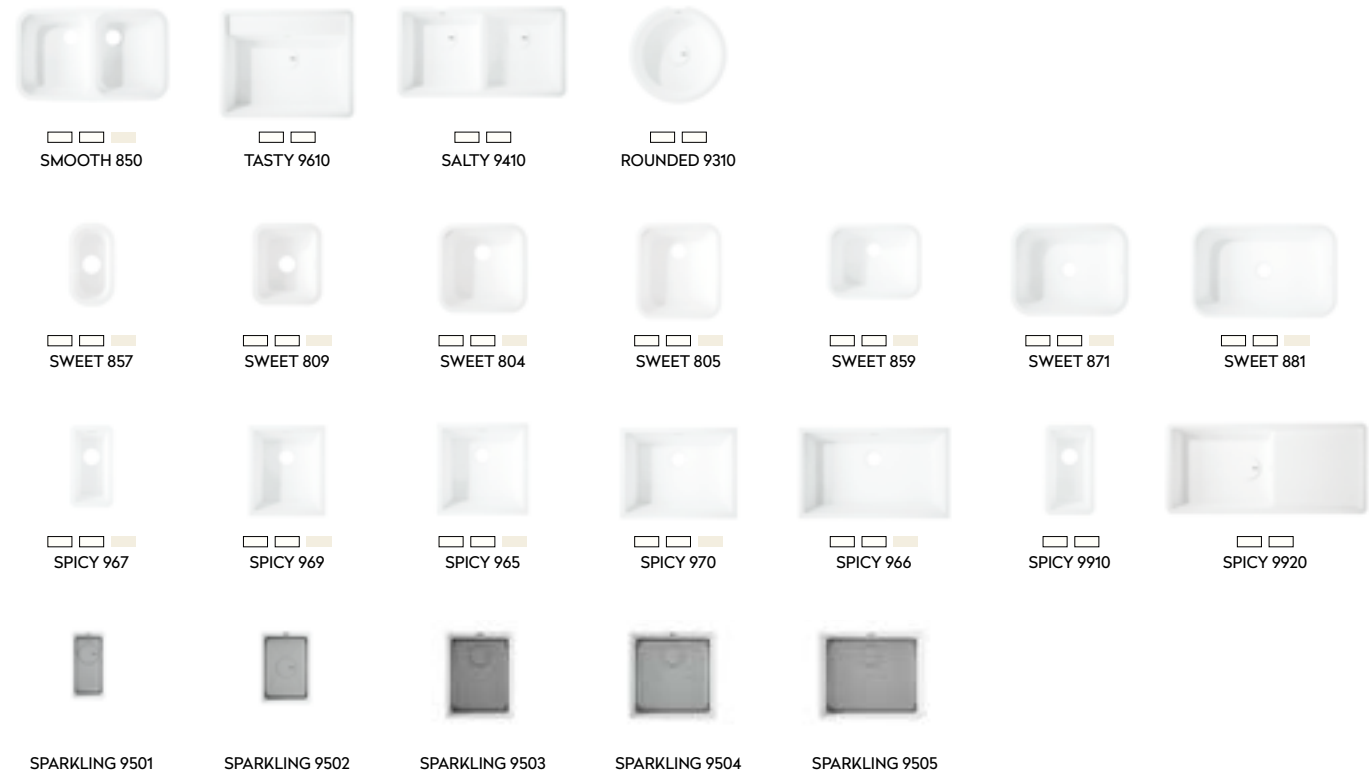 SMOOTH 850
TASTY 9610
SALTY 9410
ROUNDED 9310
SWEET 857
SWEET 809
SWEET 804
SWEET 805
SWEET 859
SWEET 871
SWEET 881
SPICY 967
SPICY 969
SPICY 965
SPICY 970
SPICY 966
SPICY 9910
SPICY 9920
SPARKLING 9501
SPARKLING 9502
SPARKLING 9503
SPARKLING 9504
SPARKLING 9505